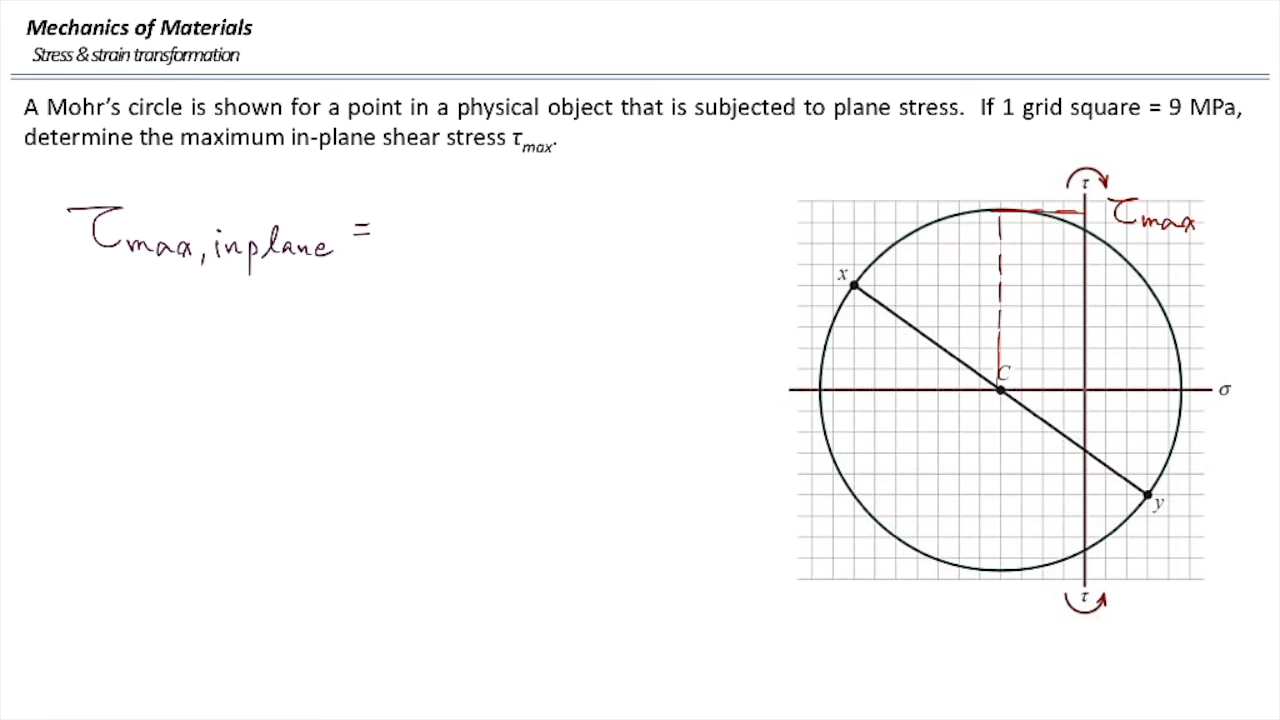 Mechanics of Materials
Stress & strain transformation
A Mohr's circle is shown for a point in a physical object that is subjected to plane stress. If 1 grid square = 9 MPa,
determine the maximum in-plane shear stress τmax.
τmax, inplane =
τ
τmax
x
C
σ
y
τ